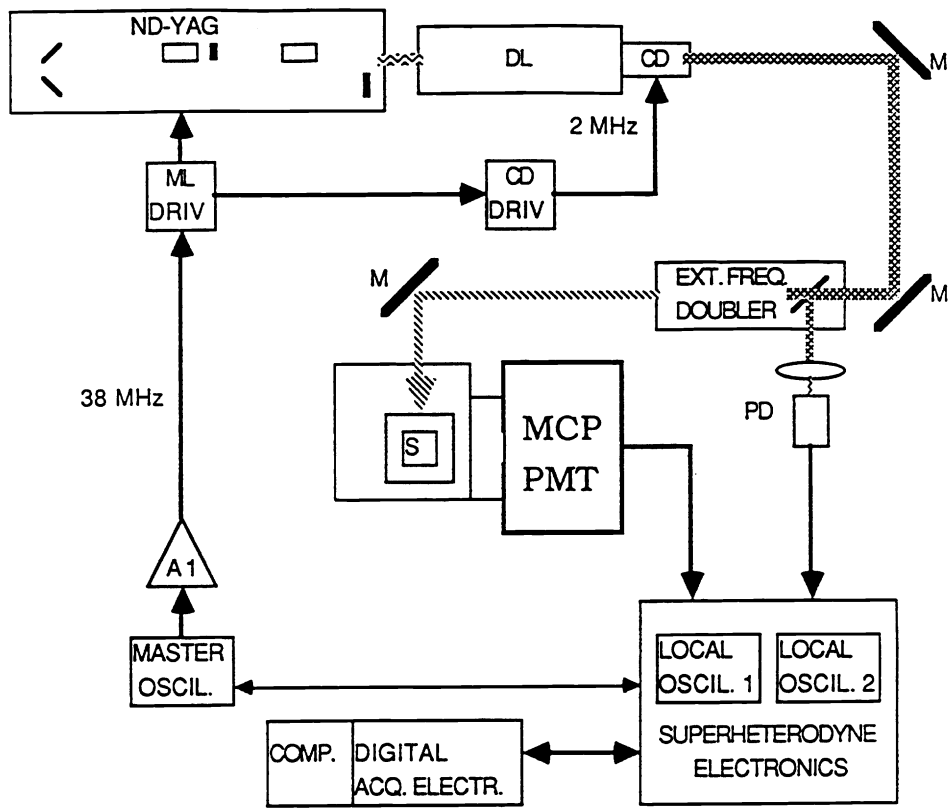 ND-YAG
DL
CD
M
2 MHz
ML
DRIV
CD
DRIV
M
EXT. FREQ.
DOUBLER
M
38 MHz
PD
S
MCP
PMT
A1
MASTER
OSCIL.
LOCAL
OSCIL. 1
LOCAL
OSCIL. 2
SUPERHETERODYNE
ELECTRONICS
COMP.
DIGITAL
ACQ. ELECTR.